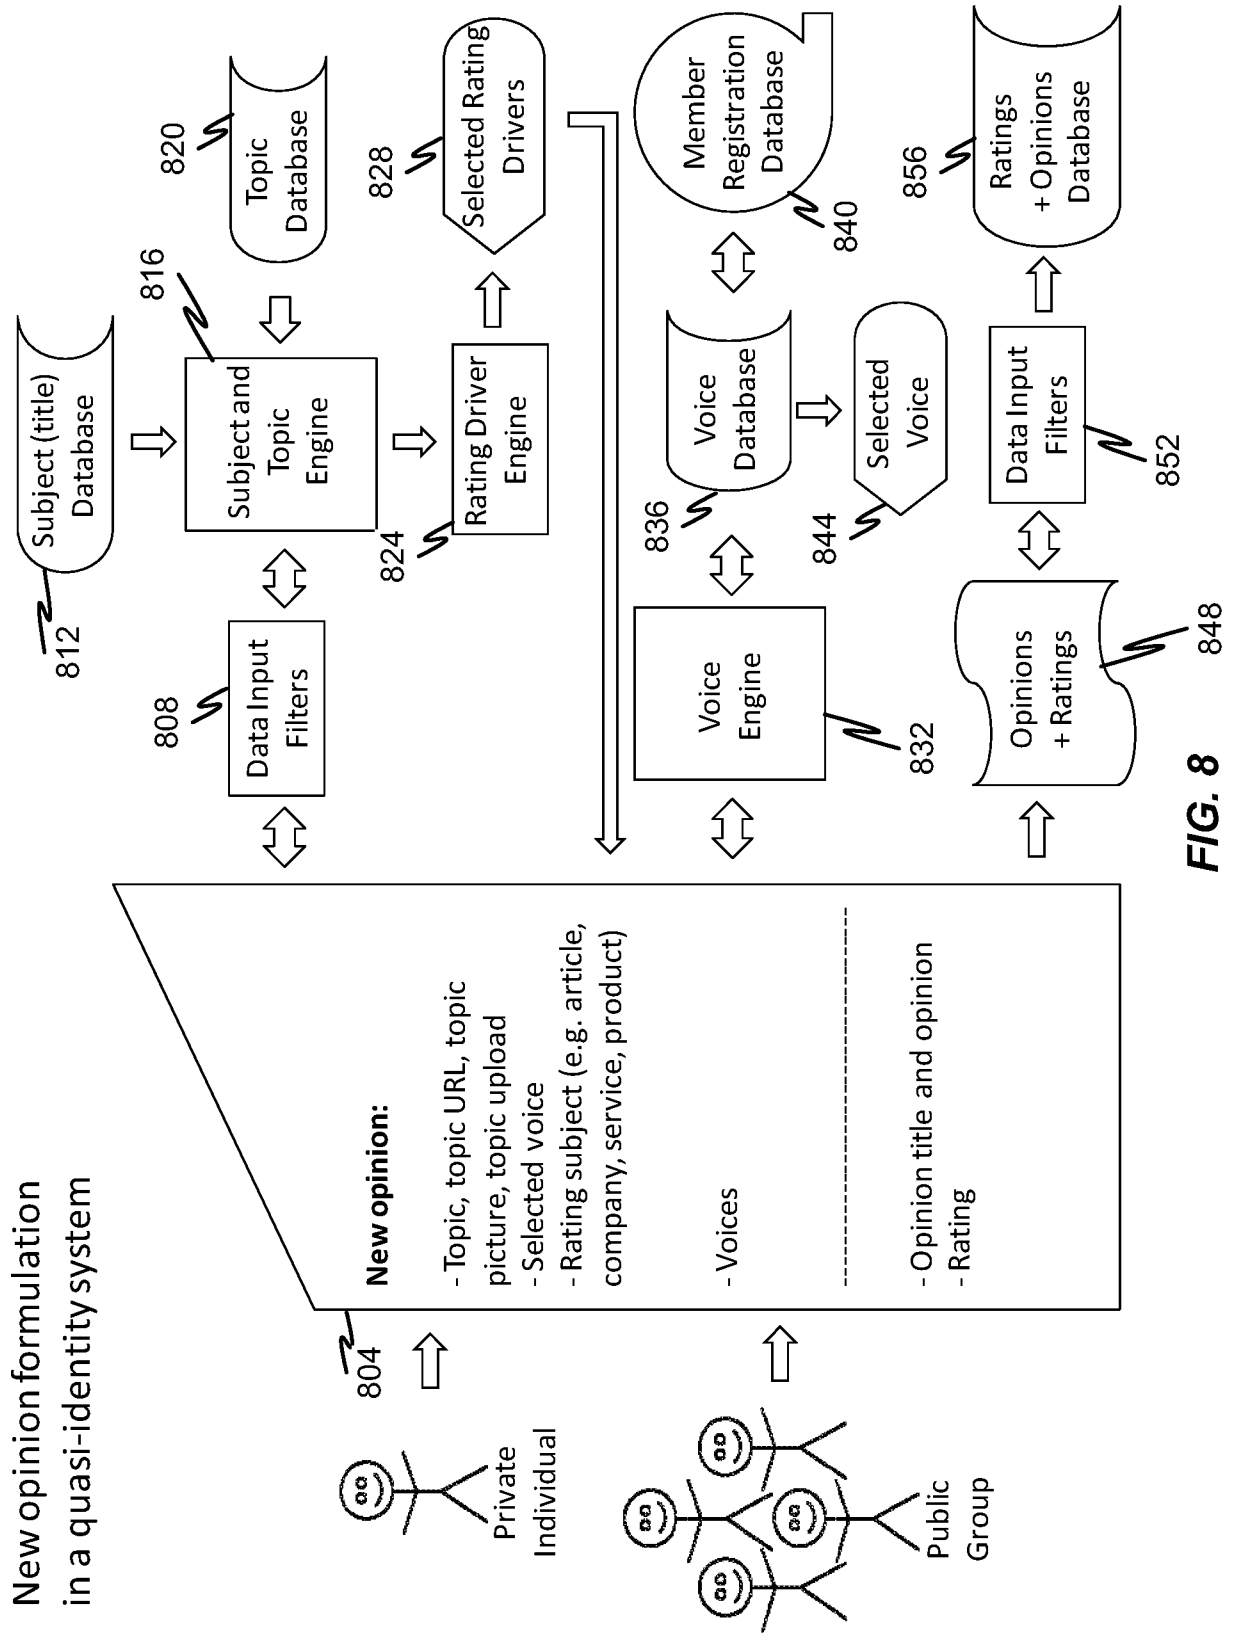 New opinion formulation
in a quasi-identity system
Private
Individual
Public
Group
804
New opinion:
- Topic, topic URL, topic
picture, topic upload
- Selected voice
- Rating subject (e.g. article,
company, service, product)
- Voices
- Opinion title and opinion
- Rating
812
Subject (title)
Database
808
Data Input
Filters
816
Subject and
Topic
Engine
820
Topic
Database
824
Rating Driver
Engine
828
Selected Rating
Drivers
Voice
Engine
832
836
Voice
Database
Member
Registration
Database
840
844
Selected
Voice
Opinions
+ Ratings
848
Data Input
Filters
852
856
Ratings
+ Opinions
Database
FIG. 8